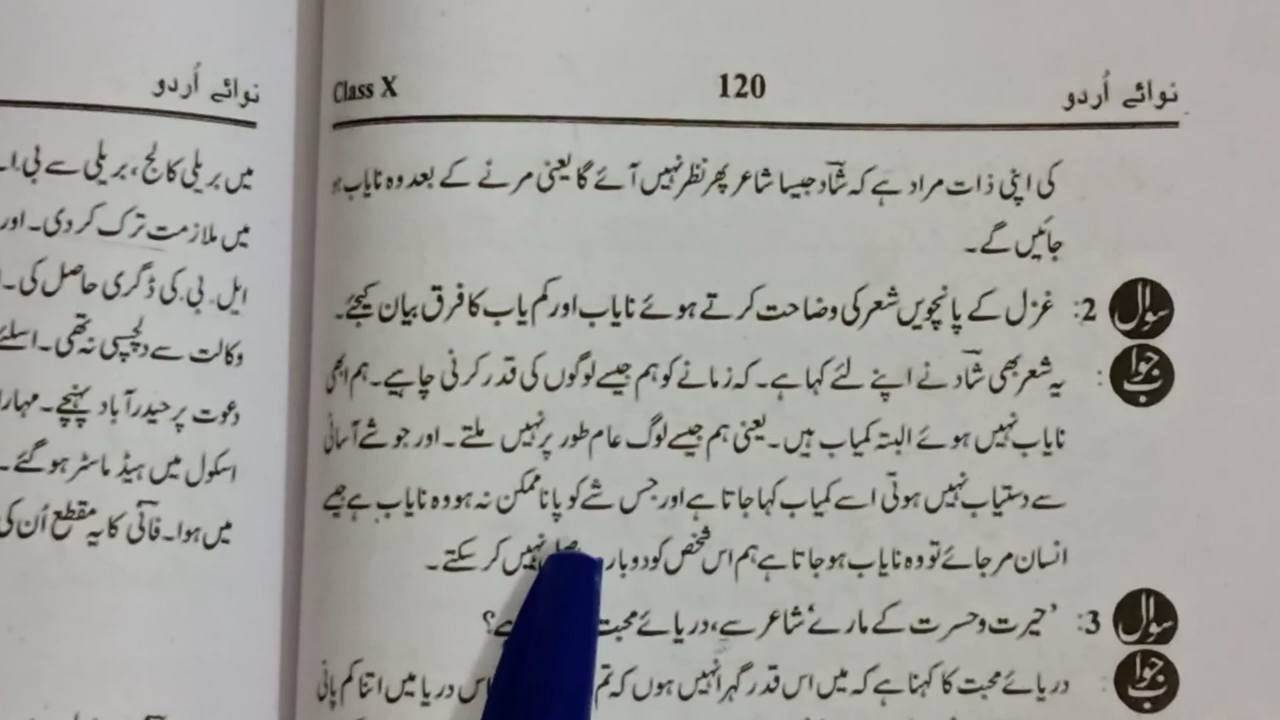 نوائے اُردو 120 Class X
کی اپنی ذات مراد ہے کہ شادؔ جیسا شاعر پھر نظر نہیں آئے گا یعنی مرنے کے بعد وہ نایاب ہو
جائیں گے۔
سوال 2: غزل کے پانچویں شعر کی وضاحت کرتے ہوئے نایاب اور کم یاب کا فرق بیان کیجئے۔
جواب : یہ شعر بھی شادؔ نے اپنے لئے کہا ہے۔ کہ زمانے کو ہم جیسے لوگوں کی قدر کرنی چاہیے۔ ہم ابھی
نایاب نہیں ہوئے البتہ کمیاب ہیں۔ یعنی ہم جیسے لوگ عام طور پر نہیں ملتے۔ اور جو شے آسانی
سے دستیاب نہیں ہوتی اسے کمیاب کہا جاتا ہے اور جس شے کو پانا ممکن نہ ہو وہ نایاب ہے جیسے
انسان مر جائے تو وہ نایاب ہو جاتا ہے ہم اس شخص کو نہیں کر سکتے۔
سوال 3: ’حیرت و حسرت کے مارے‘ شاعر سے، دریائے محبت ہے؟
جواب : دریائے محبت کا کہنا ہے کہ میں اس قدر گہرا نہیں ہوں کہ تم اس دریا میں اتنا کم پانی
نوائے اُردو
میں بریلی کالج، بریلی سے بی.ا۔
میں ملازمت ترک کر دی۔ اور
ایل.بی.کی ڈگری حاصل کی۔
وکالت سے دلچسپی نہ تھی۔ اسلئے
دعوت پر حیدرآباد پہنچے۔ مہارا
اسکول میں ہیڈ ماسٹر ہو گئے۔
میں ہوا۔ فانیؔ کا یہ مقطع اُن کی